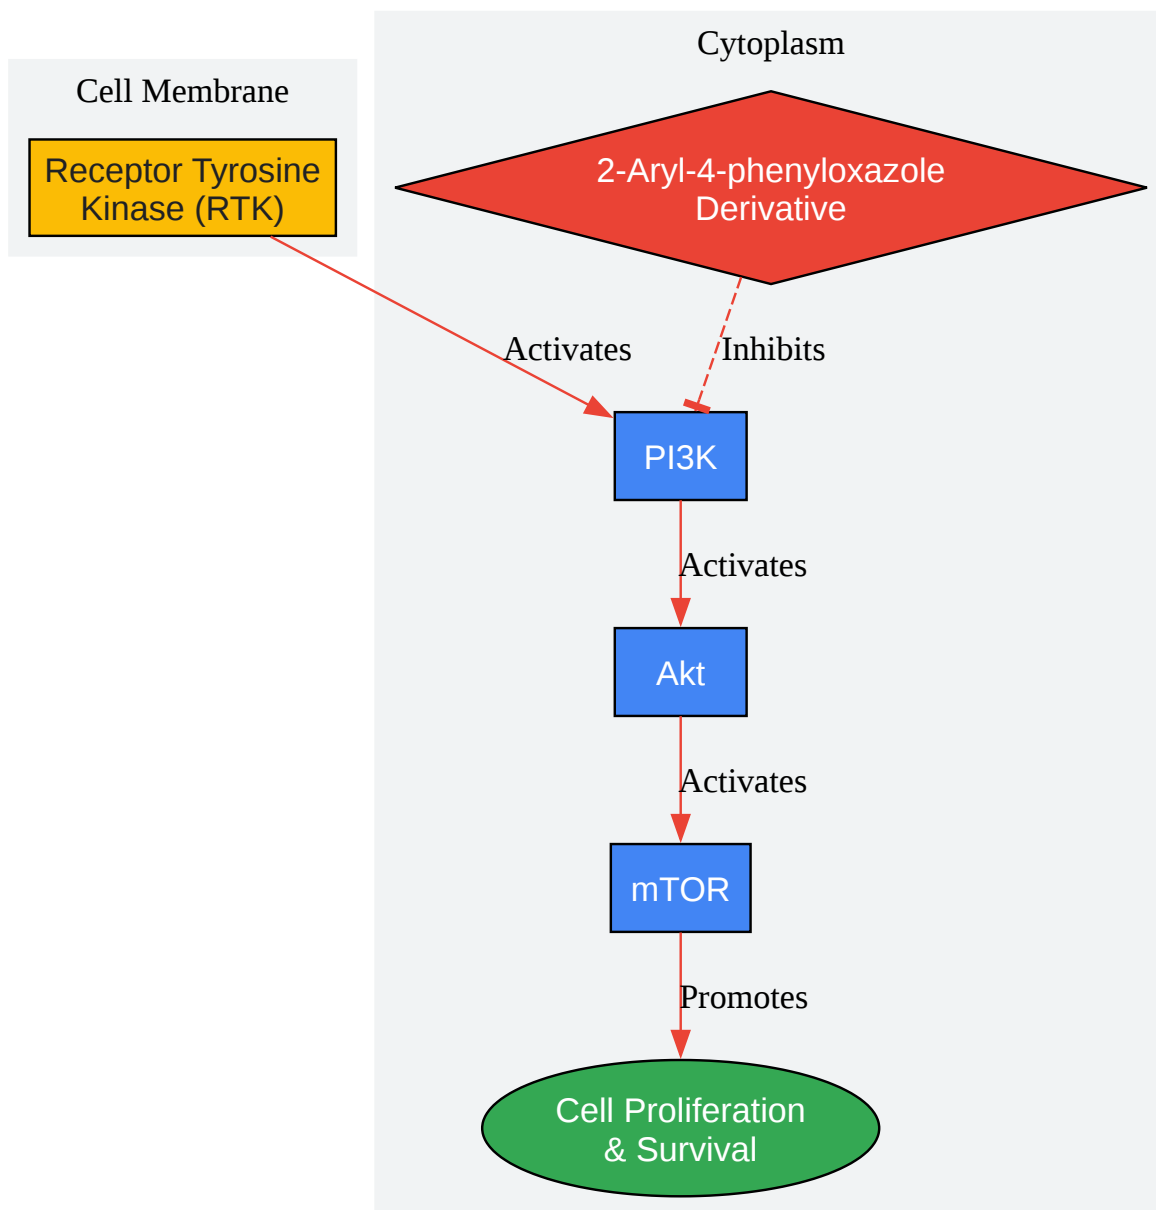 Cytoplasm
Cell Membrane
Receptor Tyrosine
Kinase (RTK)
2-Aryl-4-phenyloxazole
Derivative
Activates
Inhibits
PI3K
Activates
Akt
Activates
mTOR
Promotes
Cell Proliferation
& Survival